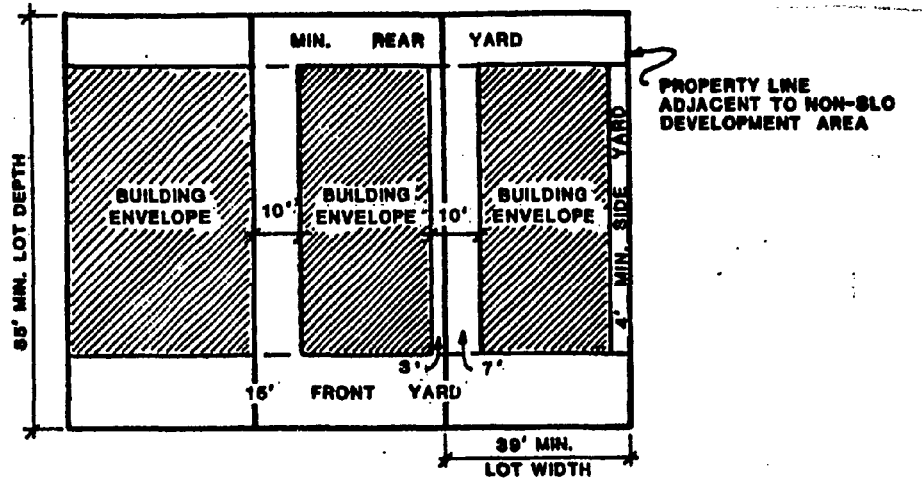 MIN. REAR YARD
PROPERTY LINE
ADJACENT TO NON-SLO
DEVELOPMENT AREA
85' MIN. LOT DEPTH
BUILDING
ENVELOPE
10'
BUILDING
ENVELOPE
10'
BUILDING
ENVELOPE
4' MIN. SIDE YARD
3'
7'
15' FRONT YARD
39' MIN.
LOT WIDTH